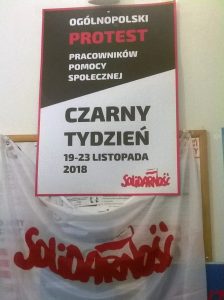 OGÓLNOPOLSKI
PROTEST
PRACOWNIKÓW
POMOCY
SPOŁECZNEJ
CZARNY
TYDZIEŃ
19-23 LISTOPADA
2018
SOLIDARNOŚĆ
SOLIDARNOŚĆ